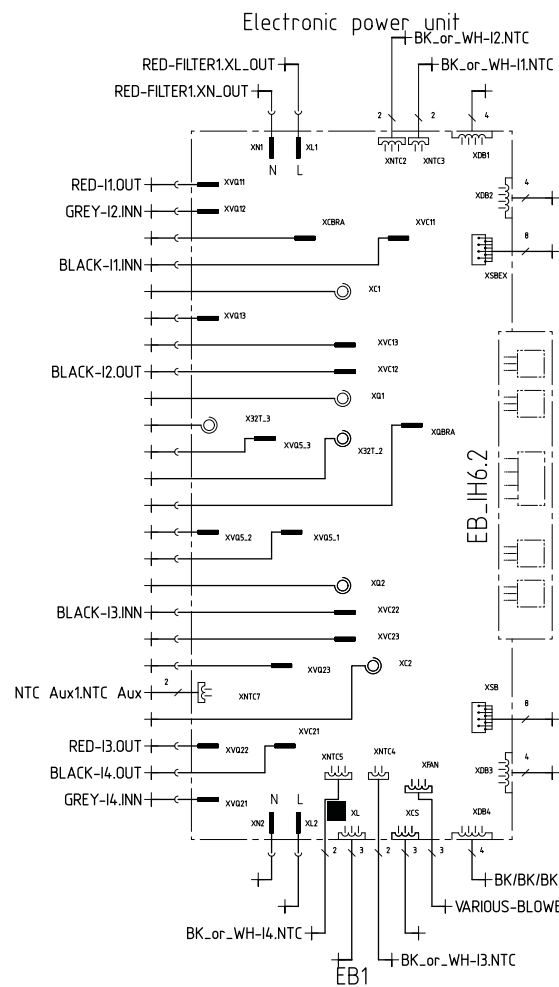 Electronic power unit
BK_or_WH-I2.NTC
RED-FILTER1.XL_OUT
BK_or_WH-I1.NTC
RED-FILTER1.XN_OUT
2 2 4
XN1 XL1 XNTC2 XNTC3 XDB1
N L
RED-I1.OUT XVQ11 4
XDB2
GREY-I2.INN XVQ12
XCBRA XVC11 8
BLACK-I1.INN XSBEX
XC1
XVQ13
XVC13
BLACK-I2.OUT XVC12
XQ1
X32T_3 XQBRA
XVQ5_3 X32T_2
EB_IH6.2
XVQ5_2 XVQ5_1
XQ2
BLACK-I3.INN XVC22
XVC23
XVQ23 XC2
NTC Aux1.NTC Aux 2 XNTC7 XSB
8
XVC21
RED-I3.OUT XVQ22
XNTC5 XNTC4 XFAN
BLACK-I4.OUT XDB3 4
GREY-I4.INN XVQ21 N L
XN2 XL2 XL XCS XDB4
2 3 2 3 3 4
BK/BK/BK
VARIOUS-BLOWE
BK_or_WH-I4.NTC
BK_or_WH-I3.NTC
EB1